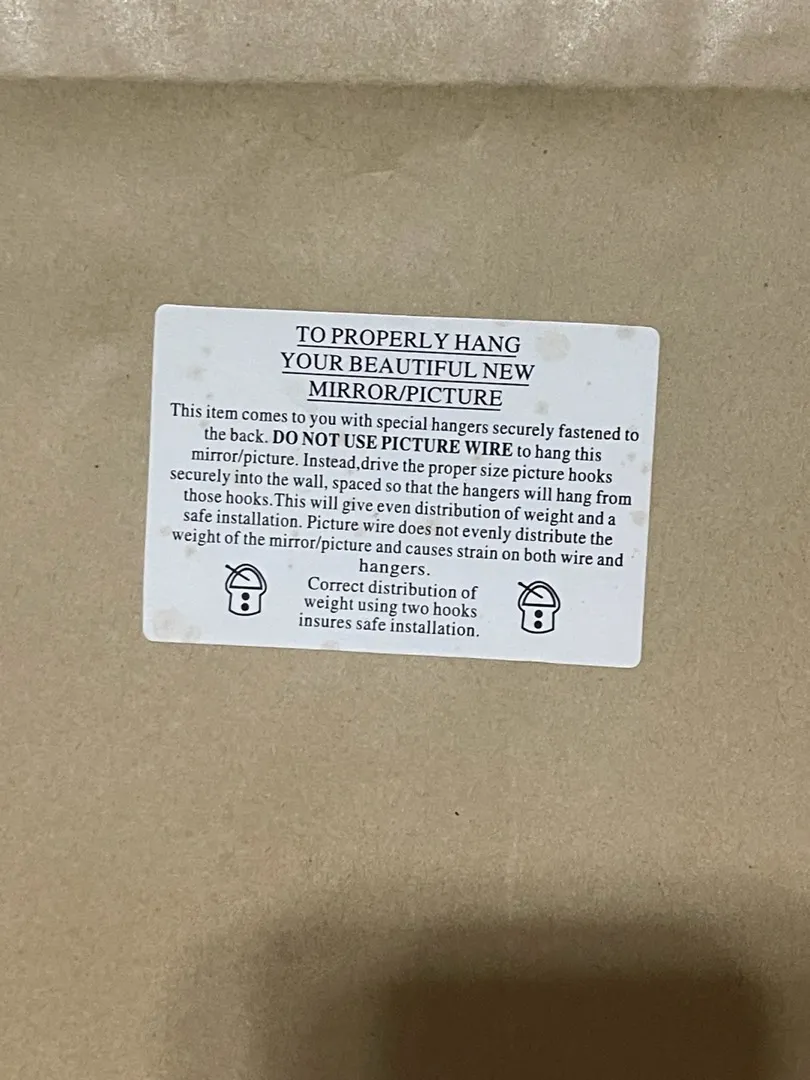 TO PROPERLY HANG
YOUR BEAUTIFUL NEW
MIRROR/PICTURE
This item comes to you with special hangers securely fastened to
the back. DO NOT USE PICTURE WIRE to hang this
mirror/picture. Instead,drive the proper size picture hooks
securely into the wall, spaced so that the hangers will hang from
those hooks.This will give even distribution of weight and a
safe installation. Picture wire does not evenly distribute the
weight of the mirror/picture and causes strain on both wire and
hangers.
Correct distribution of
weight using two hooks
insures safe installation.